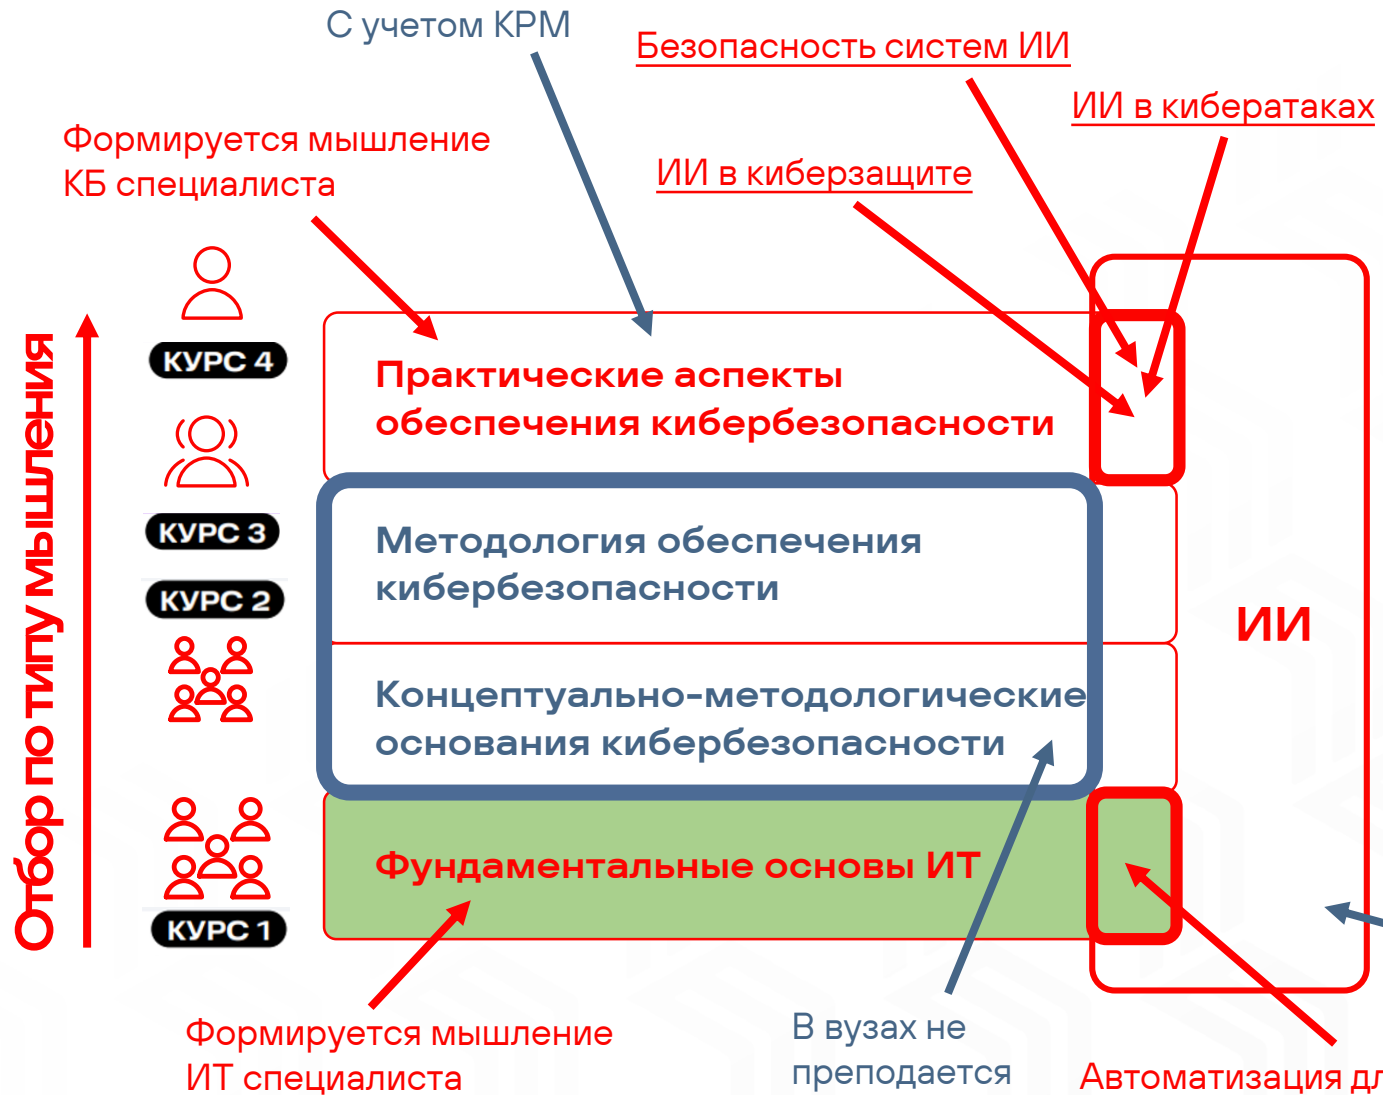 С учетом КРМ
Безопасность систем ИИ
ИИ в кибератаках
Формируется мышление
КБ специалиста
ИИ в киберзащите
Отбор по типу мышления
КУРС 4
Практические аспекты
обеспечения кибербезопасности
КУРС 3
Методология обеспечения
кибербезопасности
КУРС 2
ИИ
Концептуально-методологические
основания кибербезопасности
Фундаментальные основы ИТ
КУРС 1
Формируется мышление
ИТ специалиста
В вузах не
преподается
Автоматизация